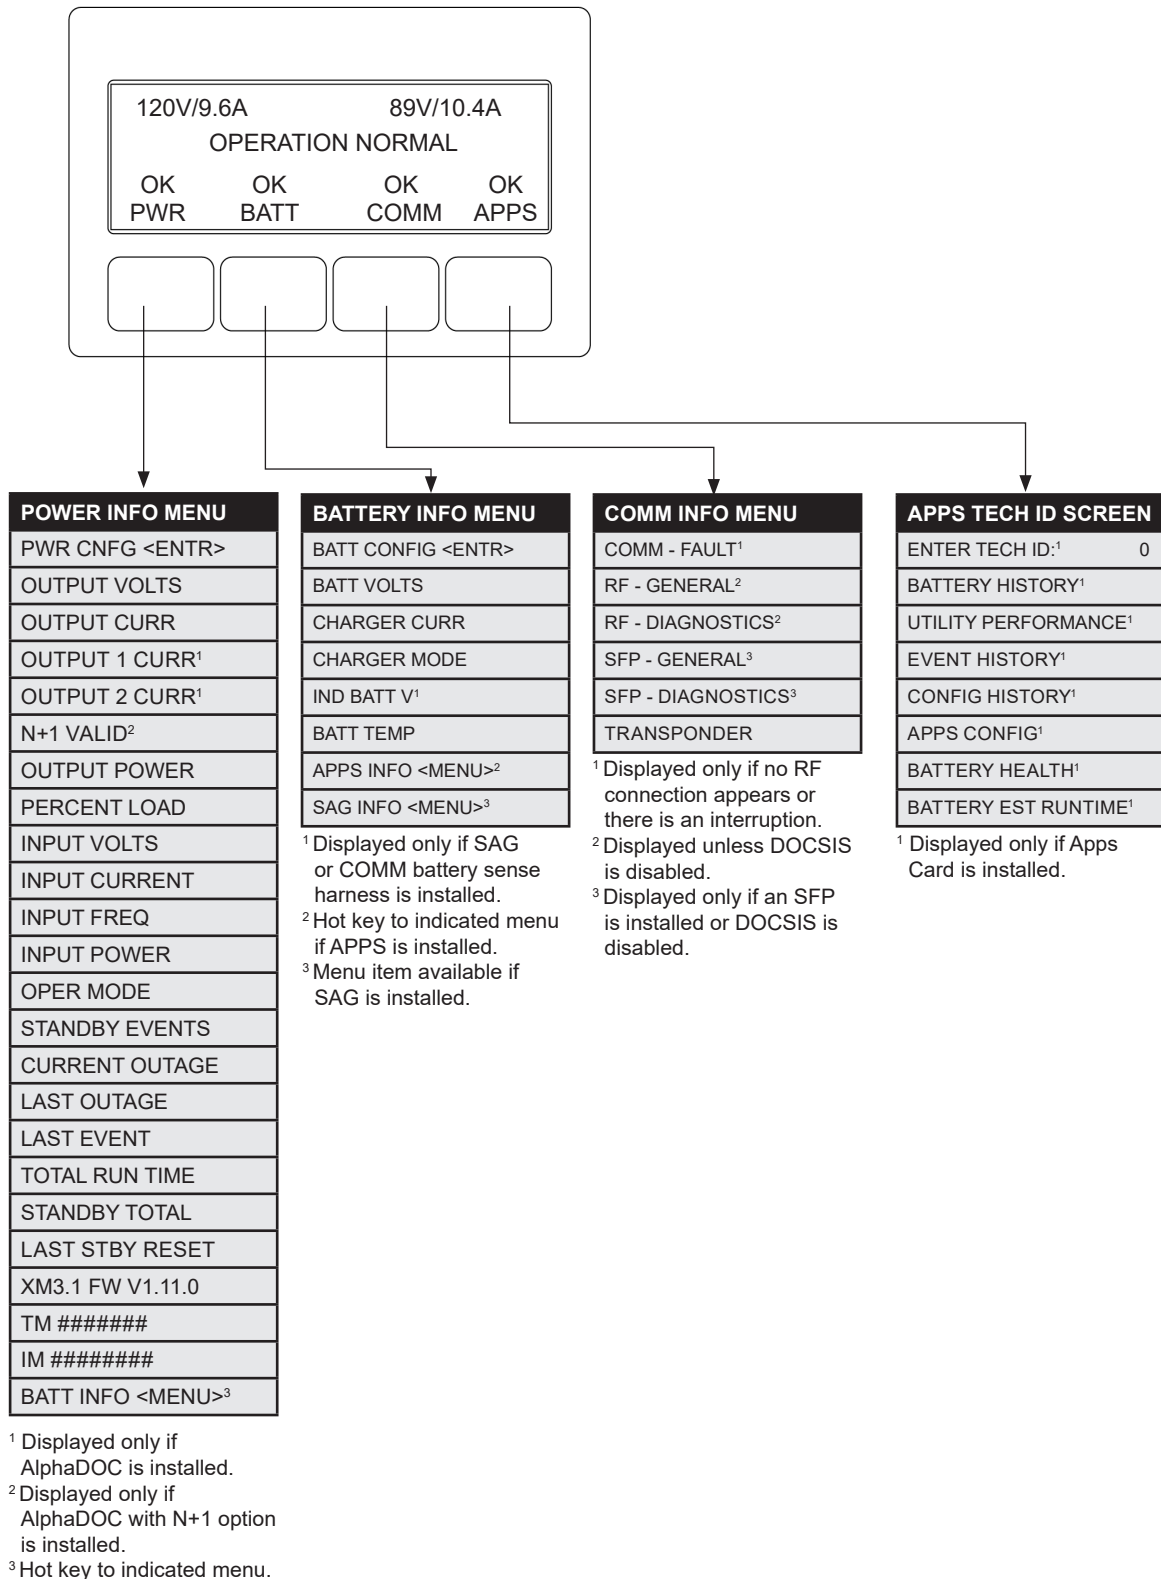 120V/9.6A 89V/10.4A
OPERATION NORMAL
OK OK OK OK
PWR BATT COMM APPS
POWER INFO MENU
PWR CNFG <ENTR>
OUTPUT VOLTS
OUTPUT CURR
OUTPUT 1 CURR¹
OUTPUT 2 CURR¹
N+1 VALID²
OUTPUT POWER
PERCENT LOAD
INPUT VOLTS
INPUT CURRENT
INPUT FREQ
INPUT POWER
OPER MODE
STANDBY EVENTS
CURRENT OUTAGE
LAST OUTAGE
LAST EVENT
TOTAL RUN TIME
STANDBY TOTAL
LAST STBY RESET
XM3.1 FW V1.11.0
TM #######
IM ########
BATT INFO <MENU>³
¹ Displayed only if
AlphaDOC is installed.
² Displayed only if
AlphaDOC with N+1 option
is installed.
³ Hot key to indicated menu.
BATTERY INFO MENU
BATT CONFIG <ENTR>
BATT VOLTS
CHARGER CURR
CHARGER MODE
IND BATT V¹
BATT TEMP
APPS INFO <MENU>²
SAG INFO <MENU>³
¹ Displayed only if SAG
or COMM battery sense
harness is installed.
² Hot key to indicated menu
if APPS is installed.
³ Menu item available if
SAG is installed.
COMM INFO MENU
COMM - FAULT¹
RF - GENERAL²
RF - DIAGNOSTICS²
SFP - GENERAL³
SFP - DIAGNOSTICS³
TRANSPONDER
¹ Displayed only if no RF
connection appears or
there is an interruption.
² Displayed unless DOCSIS
is disabled.
³ Displayed only if an SFP
is installed or DOCSIS is
disabled.
APPS TECH ID SCREEN
ENTER TECH ID:¹ 0
BATTERY HISTORY¹
UTILITY PERFORMANCE¹
EVENT HISTORY¹
CONFIG HISTORY¹
APPS CONFIG¹
BATTERY HEALTH¹
BATTERY EST RUNTIME¹
¹ Displayed only if Apps
Card is installed.